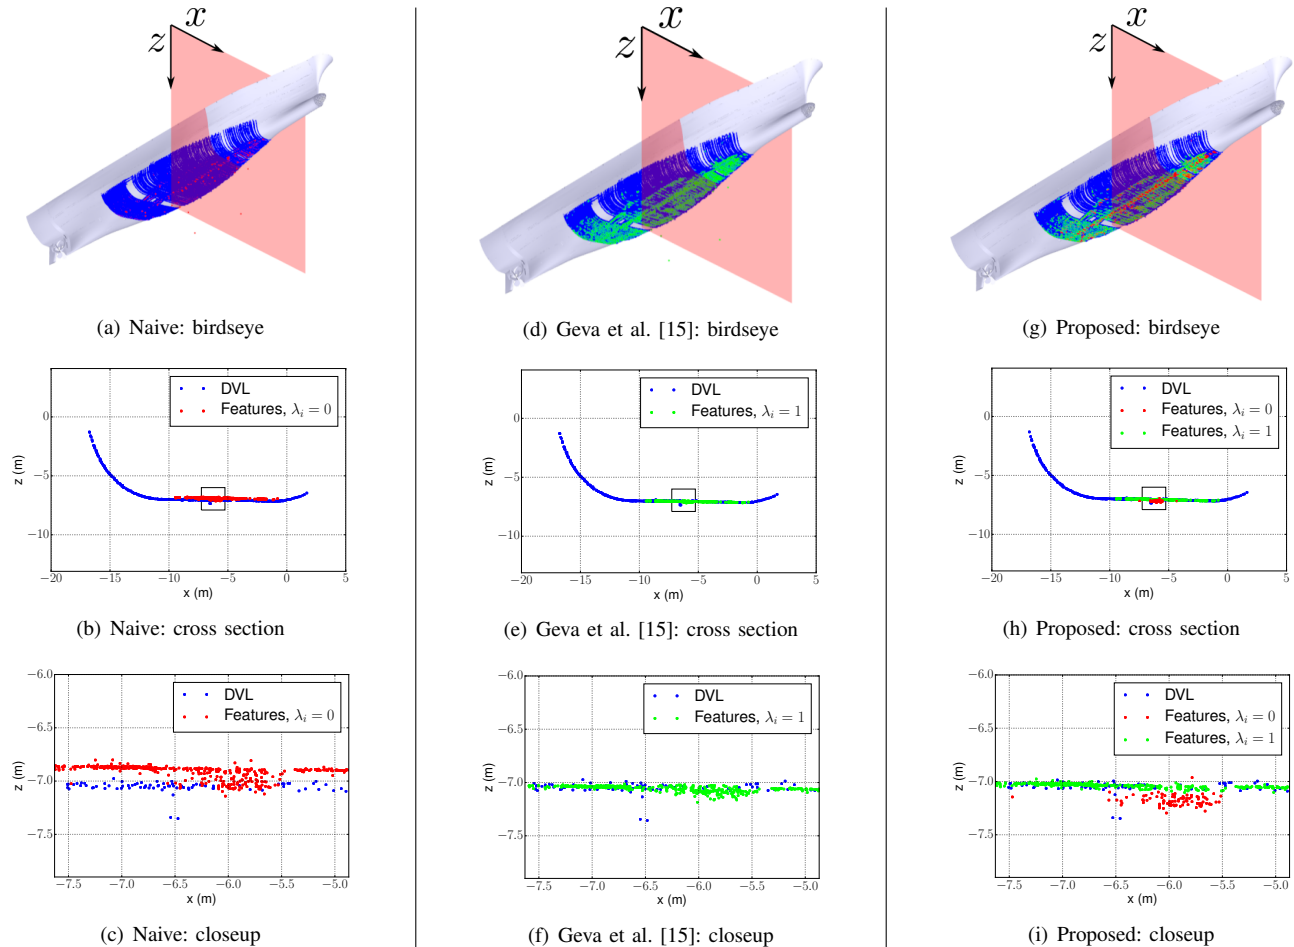 x
z
(a) Naive: birdseye
DVL
Features, λi = 0
0
−5
−10
z (m)
−20 −15 −10 −5 0 5
x (m)
(b) Naive: cross section
DVL
Features, λi = 0
−6.0
−6.5
−7.0
−7.5
z (m)
−7.5 −7.0 −6.5 −6.0 −5.5 −5.0
x (m)
(c) Naive: closeup
x
z
(d) Geva et al. [15]: birdseye
DVL
Features, λi = 1
0
−5
−10
z (m)
−20 −15 −10 −5 0 5
x (m)
(e) Geva et al. [15]: cross section
DVL
Features, λi = 1
−6.0
−6.5
−7.0
−7.5
z (m)
−7.5 −7.0 −6.5 −6.0 −5.5 −5.0
x (m)
(f) Geva et al. [15]: closeup
x
z
(g) Proposed: birdseye
DVL
Features, λi = 0
Features, λi = 1
0
−5
−10
z (m)
−20 −15 −10 −5 0 5
x (m)
(h) Proposed: cross section
DVL
Features, λi = 0
Features, λi = 1
−6.0
−6.5
−7.0
−7.5
z (m)
−7.5 −7.0 −6.5 −6.0 −5.5 −5.0
x (m)
(i) Proposed: closeup